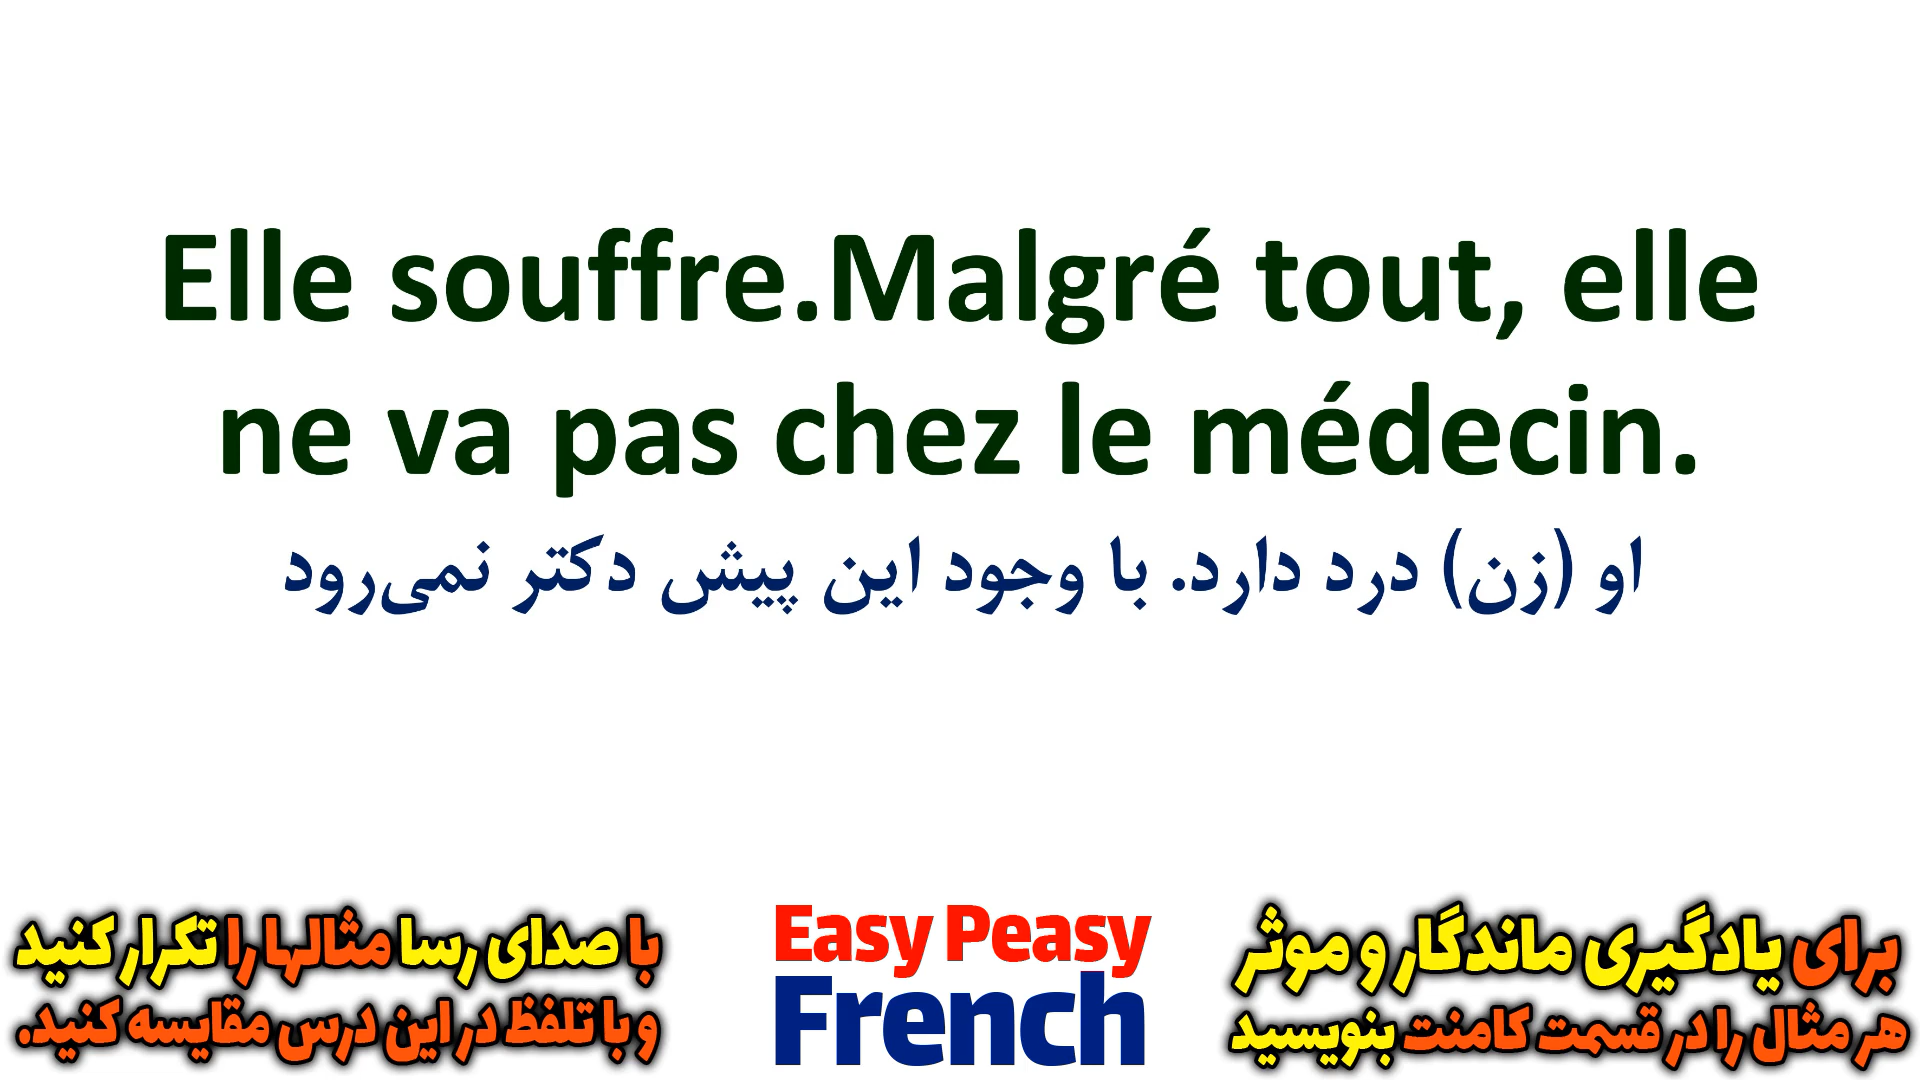 Elle souffre.Malgré tout, elle
ne va pas chez le médecin.
او (زن) درد دارد. با وجود این پیش دکتر نمی‌رود
با صدای رسا مثالها را تکرار کنید
و با تلفظ در این درس مقایسه کنید.
Easy Peasy
French
برای یادگیری ماندگار و موثر
هر مثال را در قسمت کامنت بنویسید